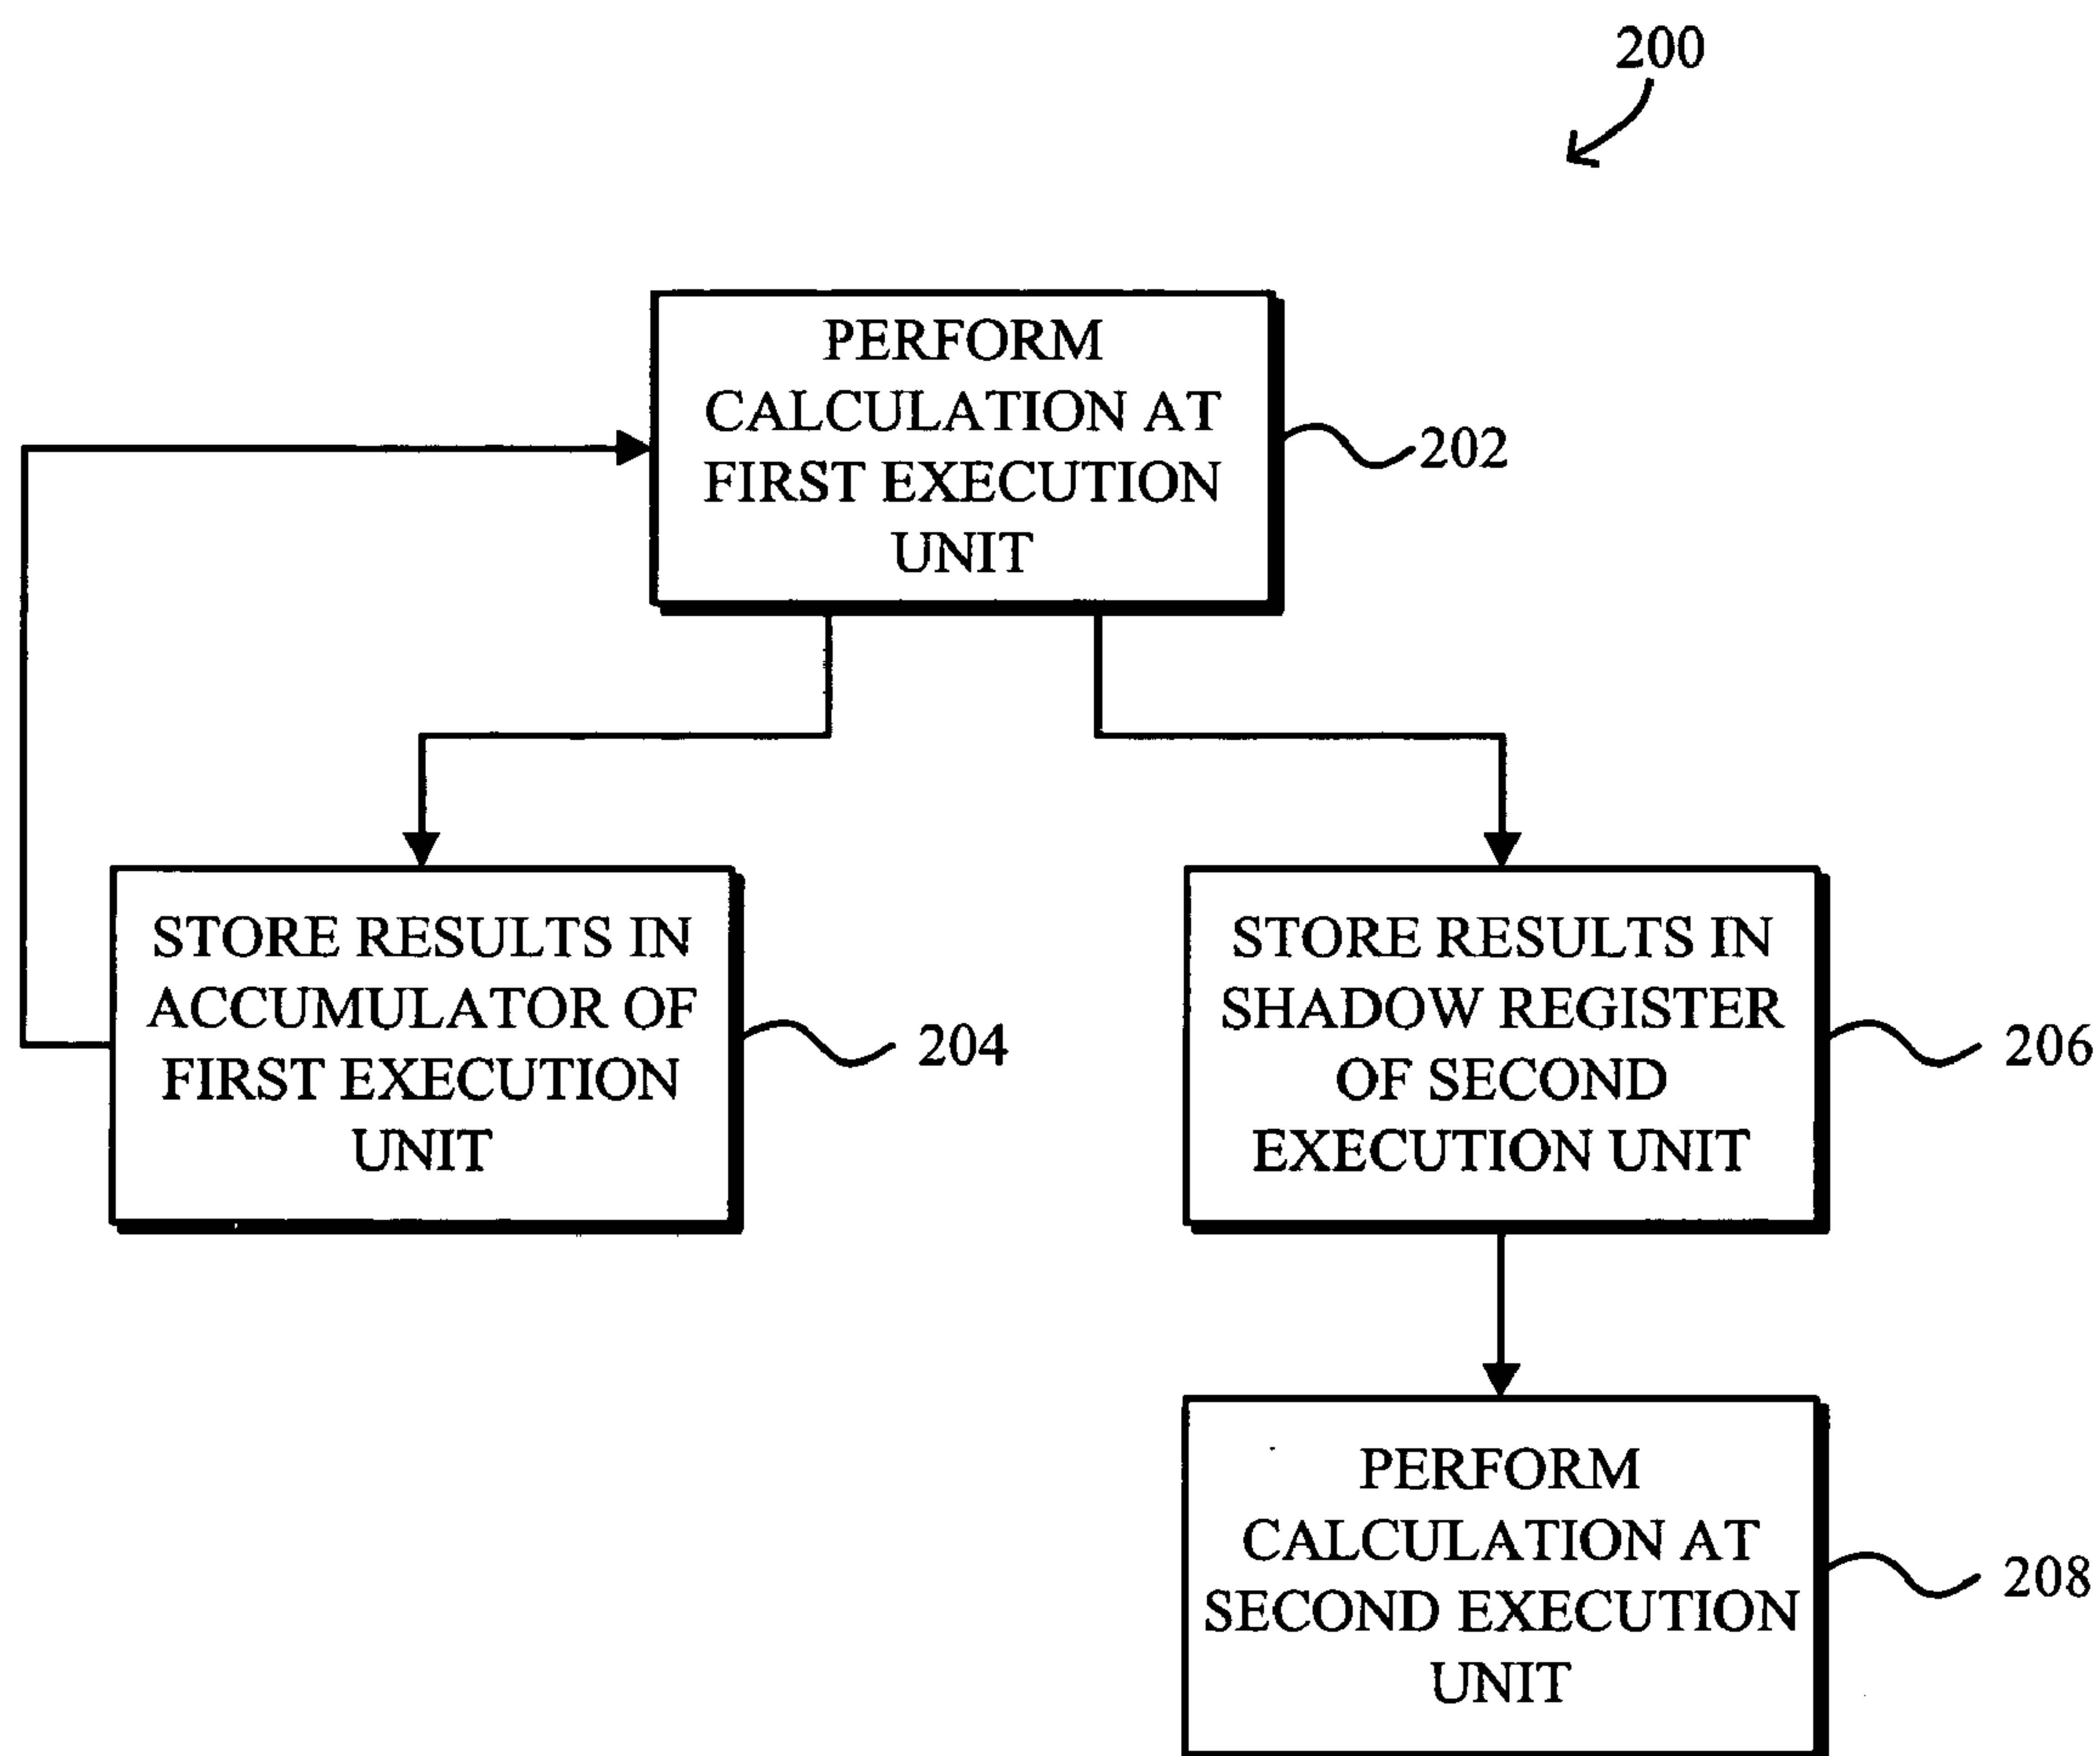 200
PERFORM
CALCULATION AT
FIRST EXECUTION
UNIT
202
STORE RESULTS IN
ACCUMULATOR OF
FIRST EXECUTION
UNIT
204
STORE RESULTS IN
SHADOW REGISTER
OF SECOND
EXECUTION UNIT
206
PERFORM
CALCULATION AT
SECOND EXECUTION
UNIT
208